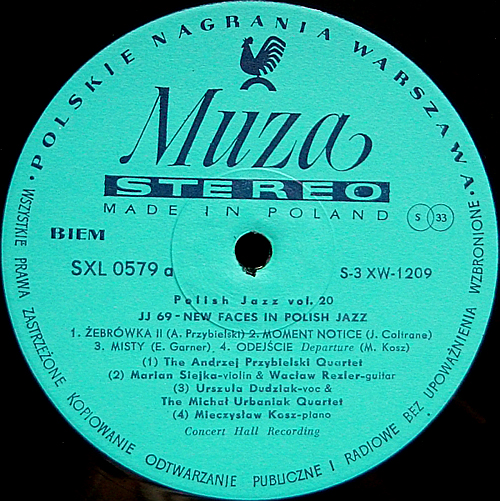 · POLSKIE NAGRANIA WARSZAWA ·
Muza
STEREO
MADE IN POLAND
S 33
BIEM
SXL 0579 a
S-3 XW-1209
Polish Jazz vol. 20
JJ 69 - NEW FACES IN POLISH JAZZ
1. ŻEBRÓWKA II (A. Przybielski) 2. MOMENT NOTICE (J. Coltrane)
3. MISTY (E. Garner) 4. ODEJŚCIE Departure (M. Kosz)
(1) The Andrzej Przybielski Quartet
(2) Marian Siejka-violin & Wacław Rezler-guitar
(3) Urszula Dudziak-voc &
The Michał Urbaniak Quartet
(4) Mieczysław Kosz-piano
Concert Hall Recording
WSZYSTKIE PRAWA ZASTRZEŻONE KOPIOWANIE ODTWARZANIE PUBLICZNE I RADIOWE BEZ UPOWAŻNIENIA WZBRONIONE